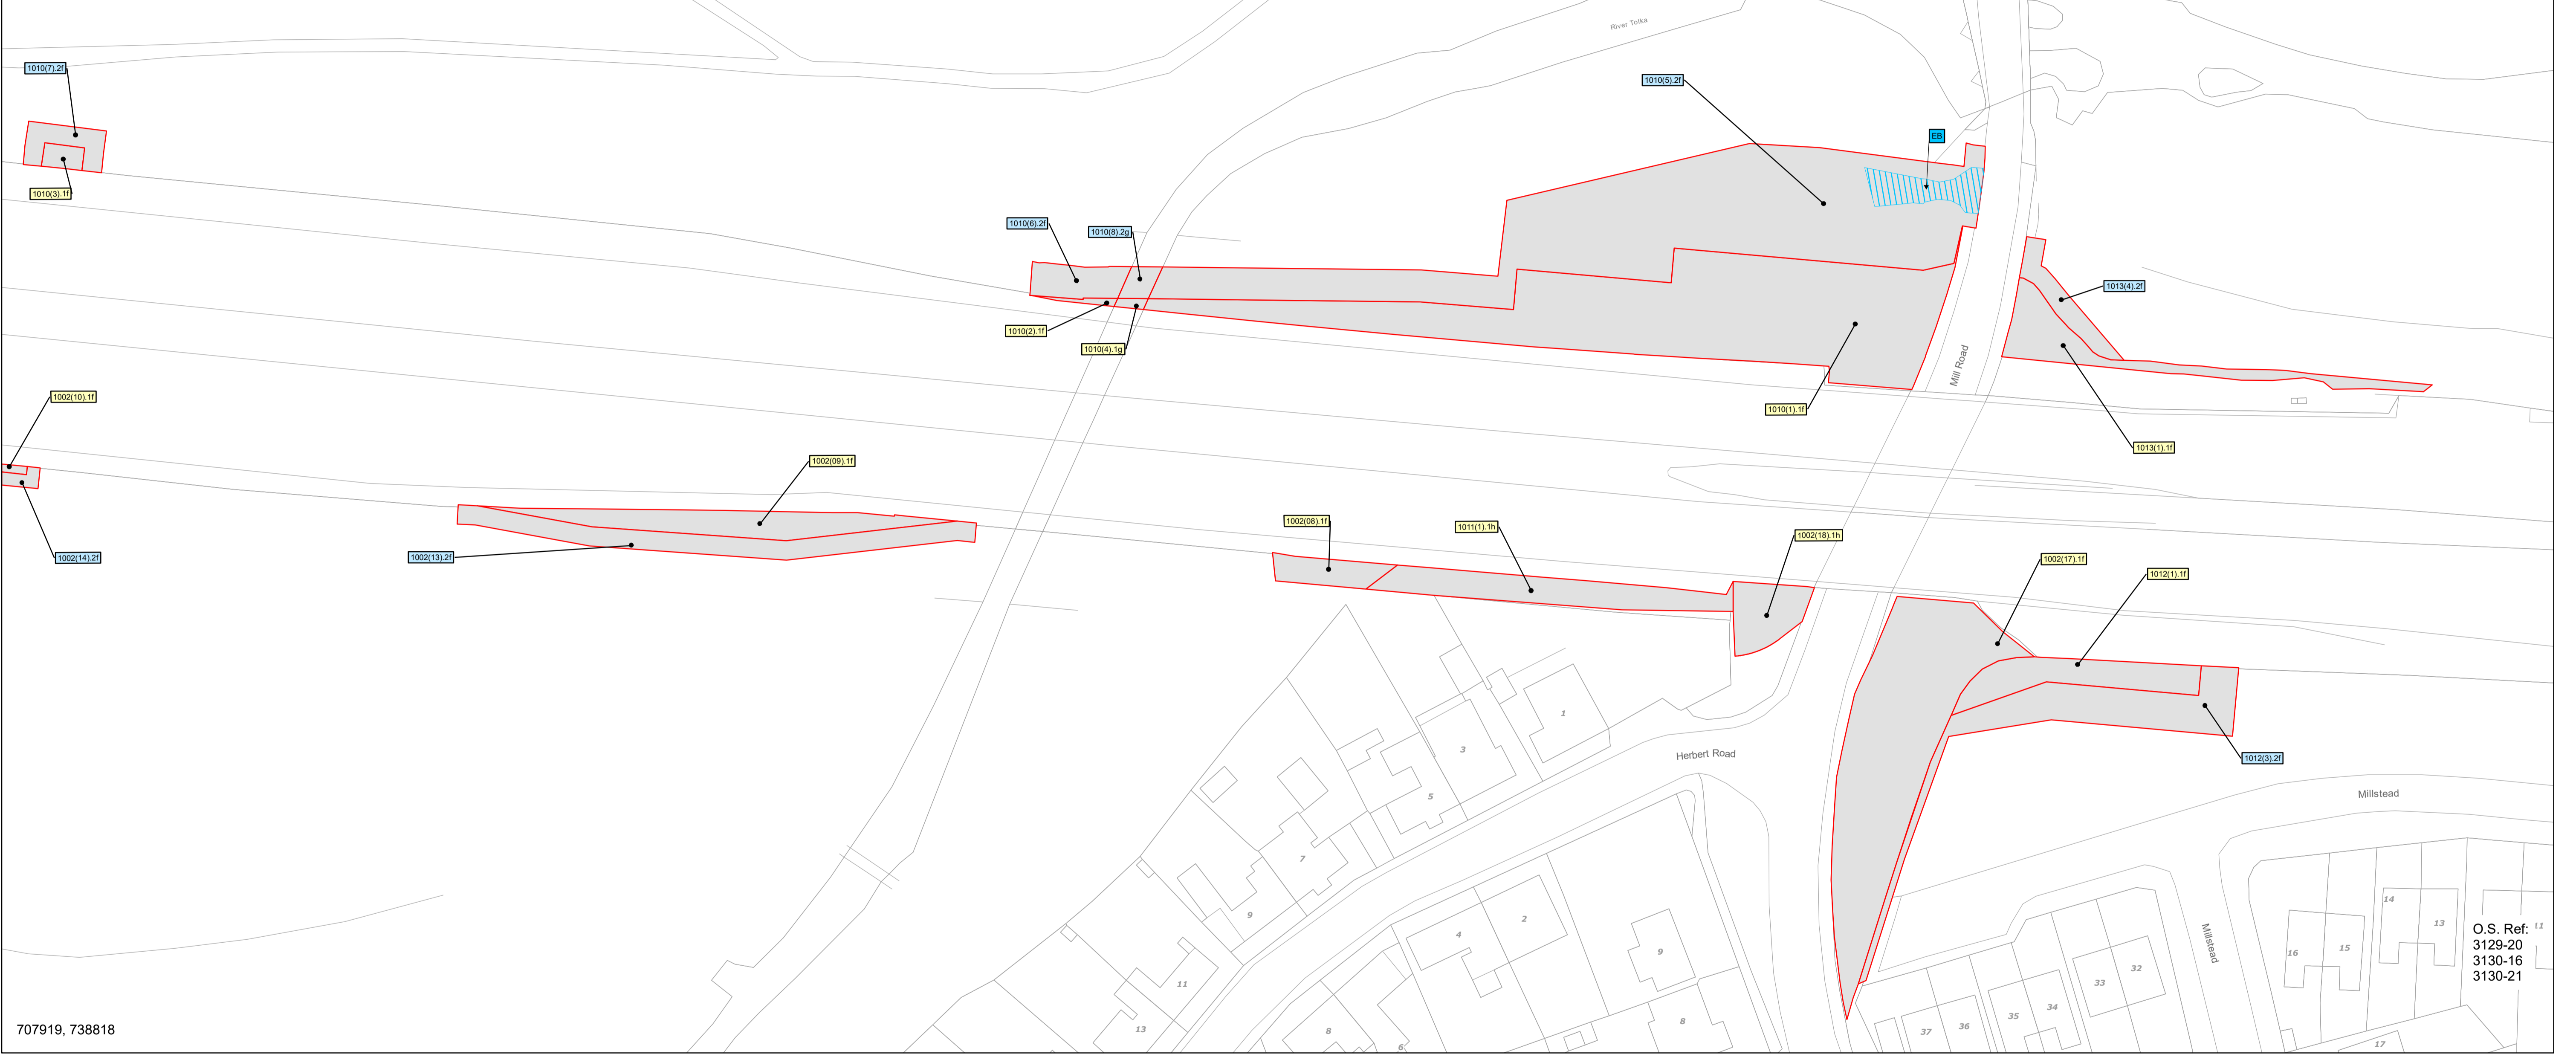 River Tolka
1010(7).2f
1010(5).2f
EB
1010(3).1f
1010(6).2f
1010(8).2g
1013(4).2f
1010(2).1f
1010(4).1g
Mill Road
1002(10).1f
1010(1).1f
1013(1).1f
1002(09).1f
1002(08).1f
1011(1).1h
1002(18).1h
1002(14).2f
1002(13).2f
1002(17).1f
1012(1).1f
1
3
Herbert Road
1012(3).2f
5
Millstead
7
9
2
4
9
14
13
11
O.S. Ref:
3129-20
3130-16
3130-21
Millstead
16
15
11
32
33
34
35
36
37
8
13
8
6
17
707919, 738818